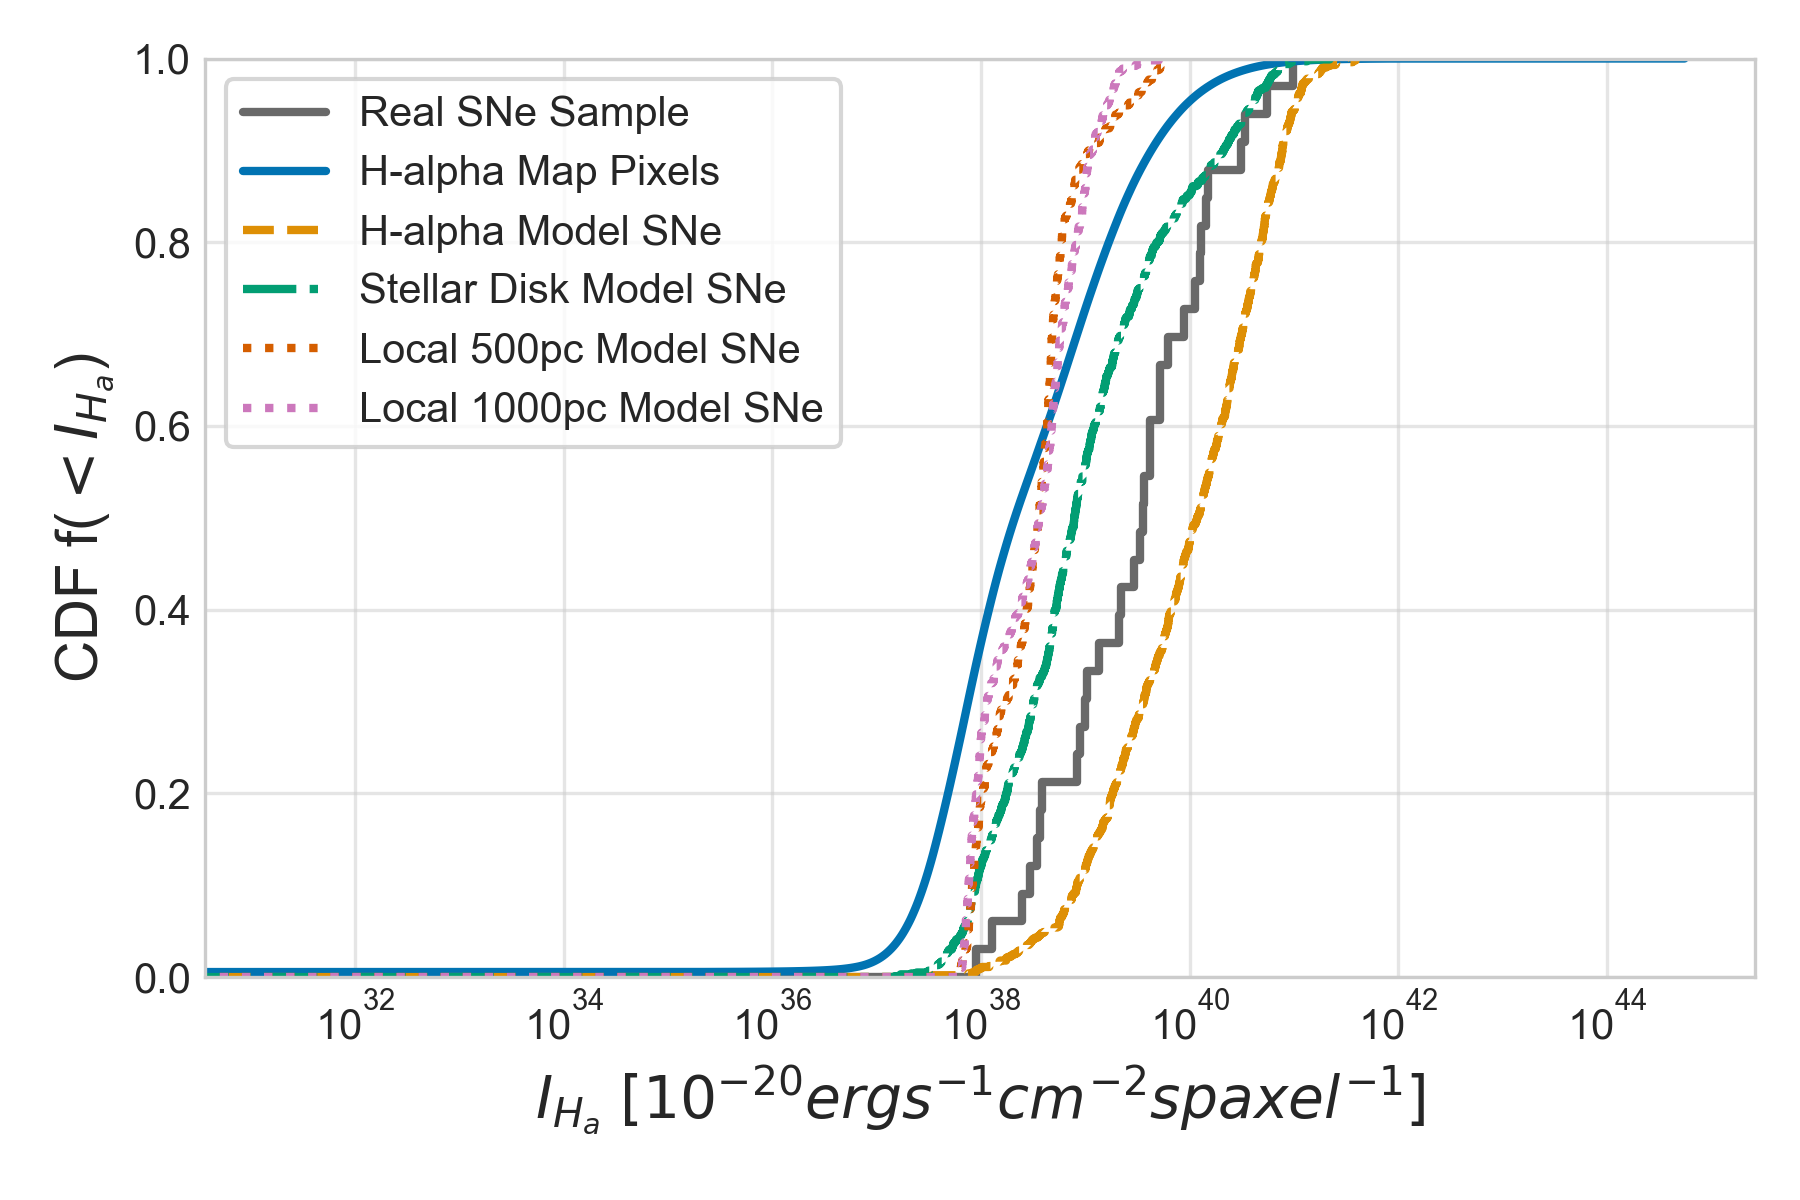 1.0
0.8
0.6
0.4
0.2
0.0
CDF f( < I_{H_a})
Real SNe Sample
H-alpha Map Pixels
H-alpha Model SNe
Stellar Disk Model SNe
Local 500pc Model SNe
Local 1000pc Model SNe
10^{32} 10^{34} 10^{36} 10^{38} 10^{40} 10^{42} 10^{44}
I_{H_a} [10^{-20}ergs^{-1}cm^{-2}spaxel^{-1}]